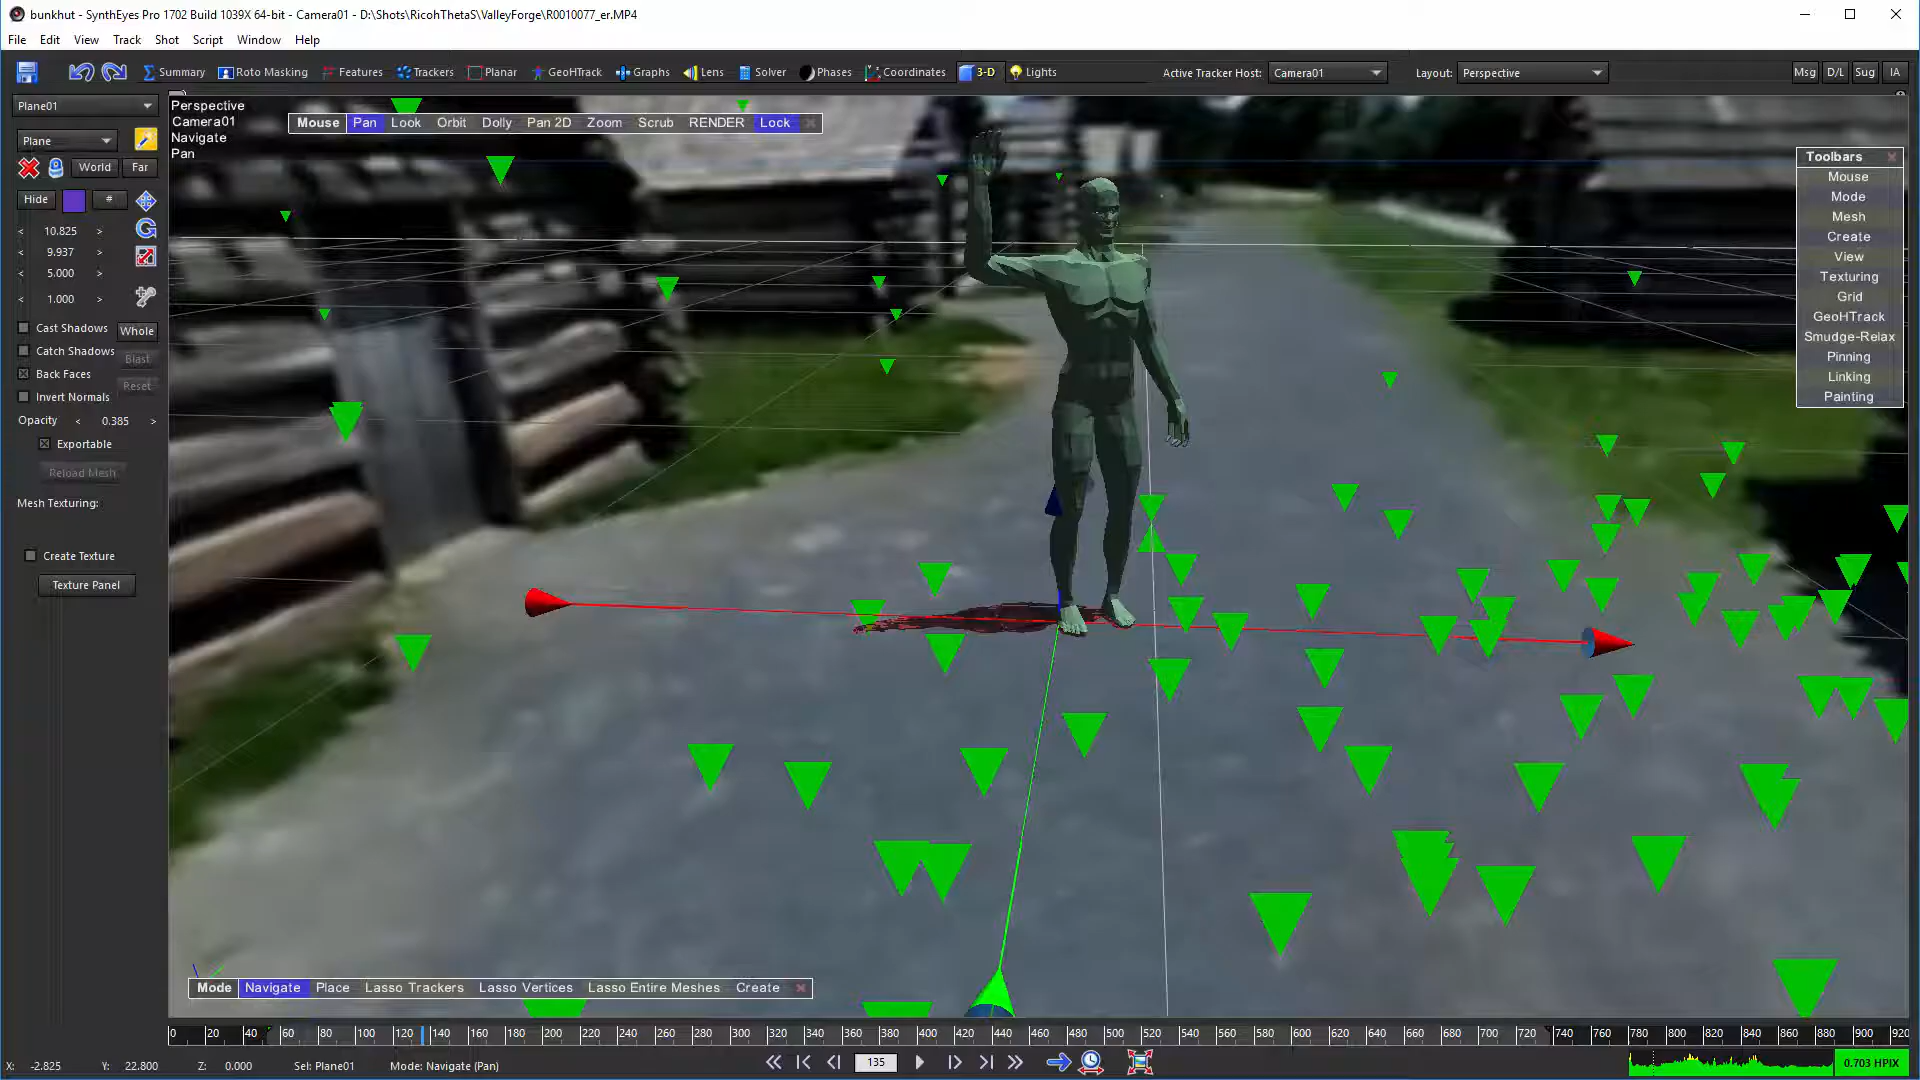 bunkhut - SynthEyes Pro 1702 Build 1039X 64-bit - Camera01 - D:\Shots\RicohThetaS\ValleyForge\R0010077_er.MP4
File Edit View Track Shot Script Window Help
Summary Roto Masking Features Trackers Planar GeoHTrack Graphs Lens Solver Phases Coordinates 3-D Lights Active Tracker Host: Camera01 Layout: Perspective Msg D/L Sug IA
Plane01
Plane
World Far
Hide #
< 10.825 >
< 9.937 >
< 5.000 >
< 1.000 >
Cast Shadows Whole
Catch Shadows Blast
Back Faces
Reset
Invert Normals
Opacity < 0.385 >
Exportable
Reload Mesh
Mesh Texturing:
Create Texture
Texture Panel
Perspective
Camera01
Navigate
Pan
Mouse Pan Look Orbit Dolly Pan 2D Zoom Scrub RENDER Lock
Toolbars
Mouse
Mode
Mesh
Create
View
Texturing
Grid
GeoHTrack
Smudge-Relax
Pinning
Linking
Painting
Mode Navigate Place Lasso Trackers Lasso Vertices Lasso Entire Meshes Create
0 20 40 60 80 100 120 140 160 180 200 220 240 260 280 300 320 340 360 380 400 420 440 460 480 500 520 540 560 580 600 620 640 660 680 700 720 740 760 780 800 820 840 860 880 900 920
X: -2.825 Y: 22.800 Z: 0.000 Sel: Plane01 Mode: Navigate (Pan) 135 0.703 HPIX